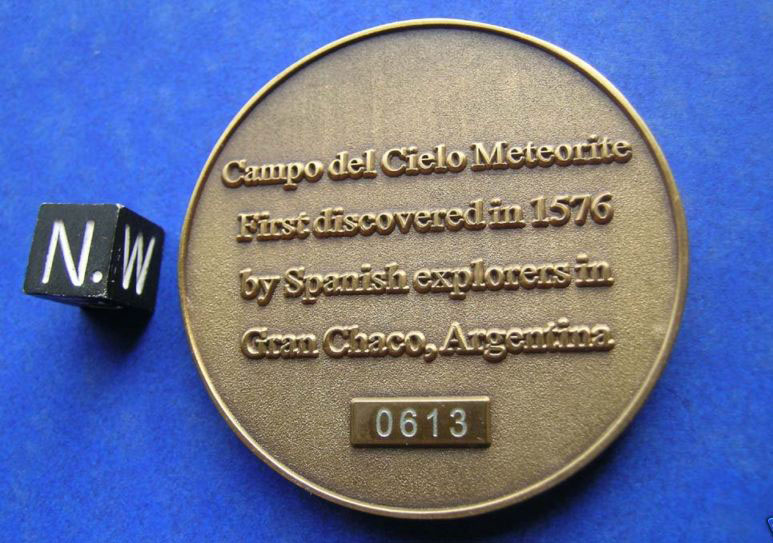 Campo del Cielo Meteorite
First discovered in 1576
by Spanish explorers in
Gran Chaco, Argentina.
0613
N.
W